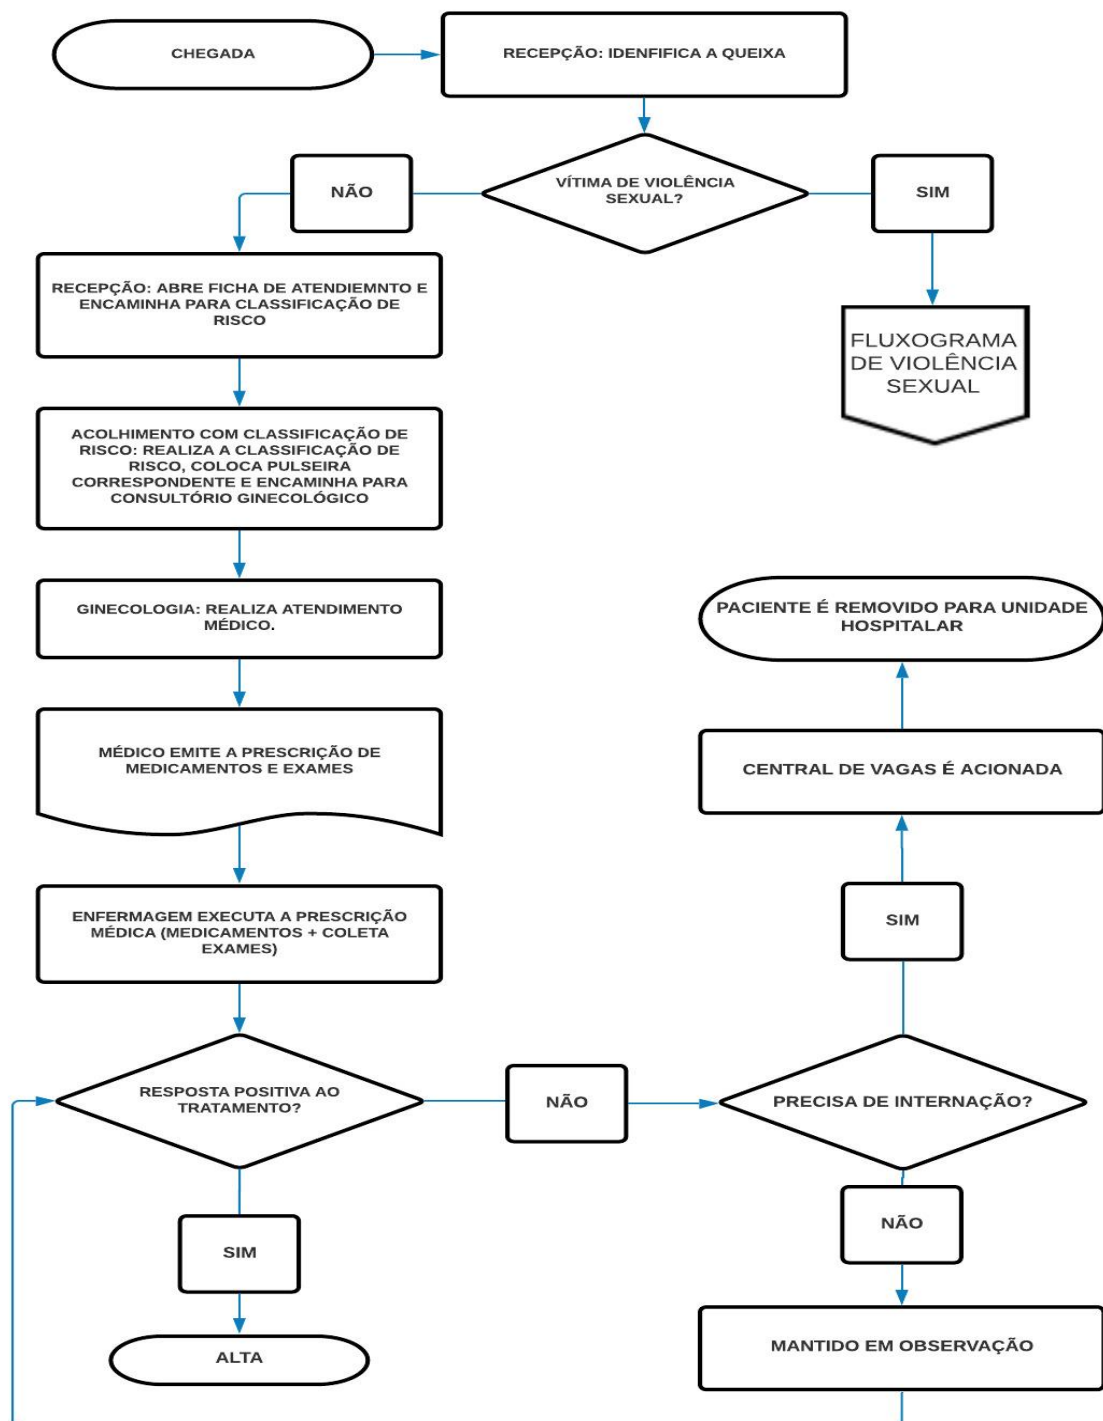 CHEGADA
RECEPÇÃO: IDENFIFICA A QUEIXA
VÍTIMA DE VIOLÊNCIA
SEXUAL?
NÃO
SIM
RECEPÇÃO: ABRE FICHA DE ATENDIEMNTO E
ENCAMINHA PARA CLASSIFICAÇÃO DE
RISCO
FLUXOGRAMA
DE VIOLÊNCIA
SEXUAL
ACOLHIMENTO COM CLASSIFICAÇÃO DE
RISCO: REALIZA A CLASSIFICAÇÃO DE
RISCO, COLOCA PULSEIRA
CORRESPONDENTE E ENCAMINHA PARA
CONSULTÓRIO GINECOLÓGICO
GINECOLOGIA: REALIZA ATENDIMENTO
MÉDICO.
MÉDICO EMITE A PRESCRIÇÃO DE
MEDICAMENTOS E EXAMES
ENFERMAGEM EXECUTA A PRESCRIÇÃO
MÉDICA (MEDICAMENTOS + COLETA
EXAMES)
RESPOSTA POSITIVA AO
TRATAMENTO?
SIM
ALTA
NÃO
PRECISA DE INTERNAÇÃO?
SIM
CENTRAL DE VAGAS É ACIONADA
PACIENTE É REMOVIDO PARA UNIDADE
HOSPITALAR
NÃO
MANTIDO EM OBSERVAÇÃO